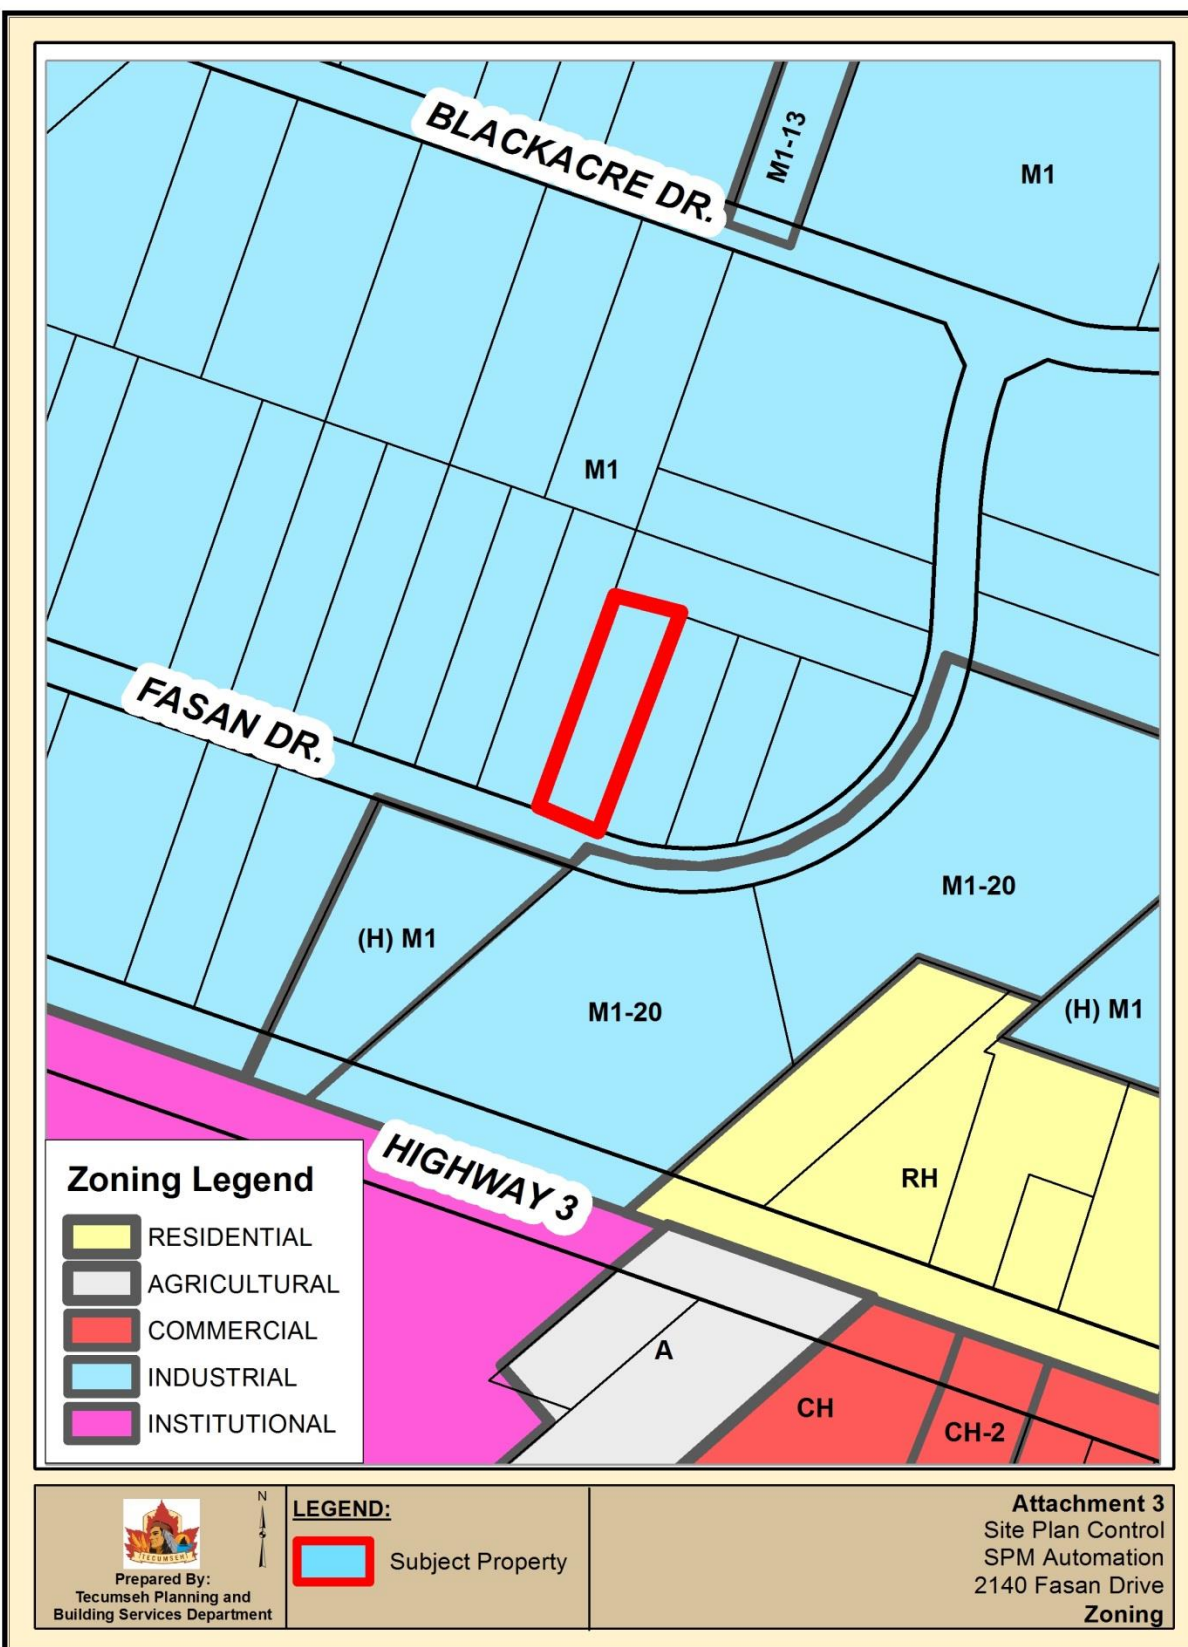 BLACKACRE DR.
M1-13
M1
M1
FASAN DR.
(H) M1
M1-20
M1-20
(H) M1
HIGHWAY 3
RH
A
CH
CH-2
Zoning Legend
RESIDENTIAL
AGRICULTURAL
COMMERCIAL
INDUSTRIAL
INSTITUTIONAL
TECUMSEH
N
Prepared By:
Tecumseh Planning and
Building Services Department
LEGEND:
Subject Property
Attachment 3
Site Plan Control
SPM Automation
2140 Fasan Drive
Zoning